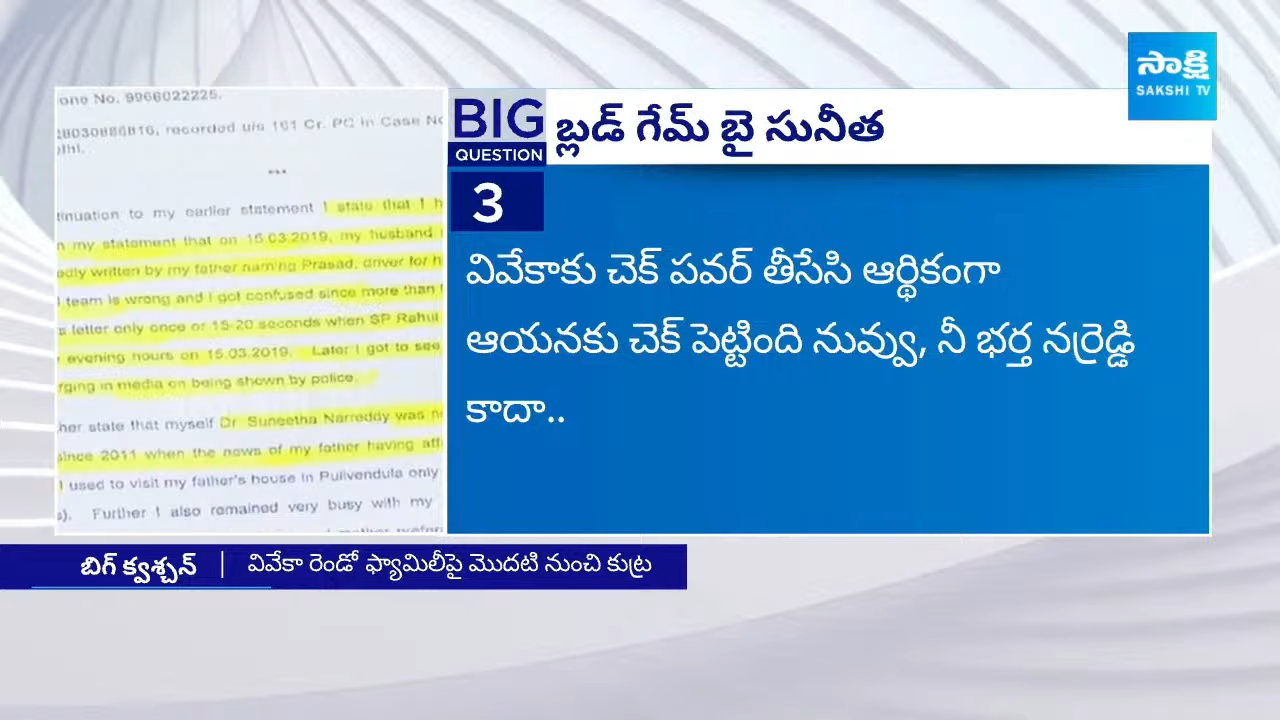 one No. 9966022225.
28030886816, recorded u/s 161 Cr. PC in Case No
elhi.
***
tinuation to my earlier statement I state that I h
n my statement that on 15.03.2019, my husband
edly written by my father naming Prasad, driver for h
team is wrong and I got confused since more than
s letter only once or 15-20 seconds when SP Rahul
r evening hours on 15.03.2019. Later I got to see
rging in media on being shown by police.
her state that myself Dr. Suneetha Narreddy was n
since 2011 when the news of my father having aff
I used to visit my father's house in Pulivendula only
s). Further I also remained very busy with my
సాక్షి
SAKSHI TV
BIG
QUESTION
బ్లడ్ గేమ్ బై సునీత
3
వివేకాకు చెక్ పవర్ తీసేసి ఆర్థికంగా
ఆయనకు చెక్ పెట్టింది నువ్వు, నీ భర్త నర్రెడ్డి
కాదా..
బిగ్ క్వశ్చన్ | వివేకా రెండో ఫ్యామిలీపై మొదటి నుంచి కుట్ర